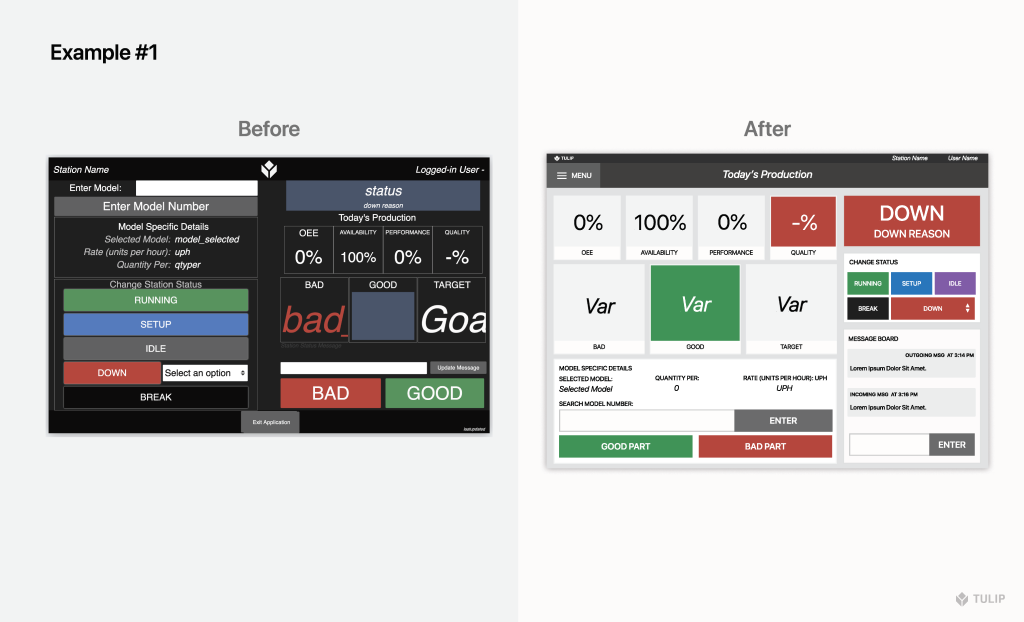 Example #1
Before
Station Name
Logged-in User -
Enter Model:
Enter Model Number
Model Specific Details
Selected Model: model_selected
Rate (units per hour): uph
Quantity Per: qtyper
Change Station Status
RUNNING
SETUP
IDLE
DOWN
Select an option
BREAK
status
down reason
Today's Production
OEE AVAILABILITY PERFORMANCE QUALITY
0% 100% 0% -%
BAD GOOD TARGET
bad_ Goa
Update Message
BAD GOOD
Exit Application
lastupdated
After
TULIP
Station Name User Name
MENU
Today's Production
0% 100% 0% -%
OEE AVAILABILITY PERFORMANCE QUALITY
Var Var Var
BAD GOOD TARGET
MODEL SPECIFIC DETAILS
SELECTED MODEL: QUANTITY PER: RATE (UNITS PER HOUR): UPH
Selected Model 0 UPH
SEARCH MODEL NUMBER:
ENTER
GOOD PART BAD PART
DOWN
DOWN REASON
CHANGE STATUS
RUNNING SETUP IDLE
BREAK DOWN
MESSAGE BOARD
OUTGOING MSG AT 3:14 PM
Lorem Ipsum Dolor Sit Amet.
INCOMING MSG AT 3:16 PM
Lorem Ipsum Dolor Sit Amet.
ENTER
TULIP